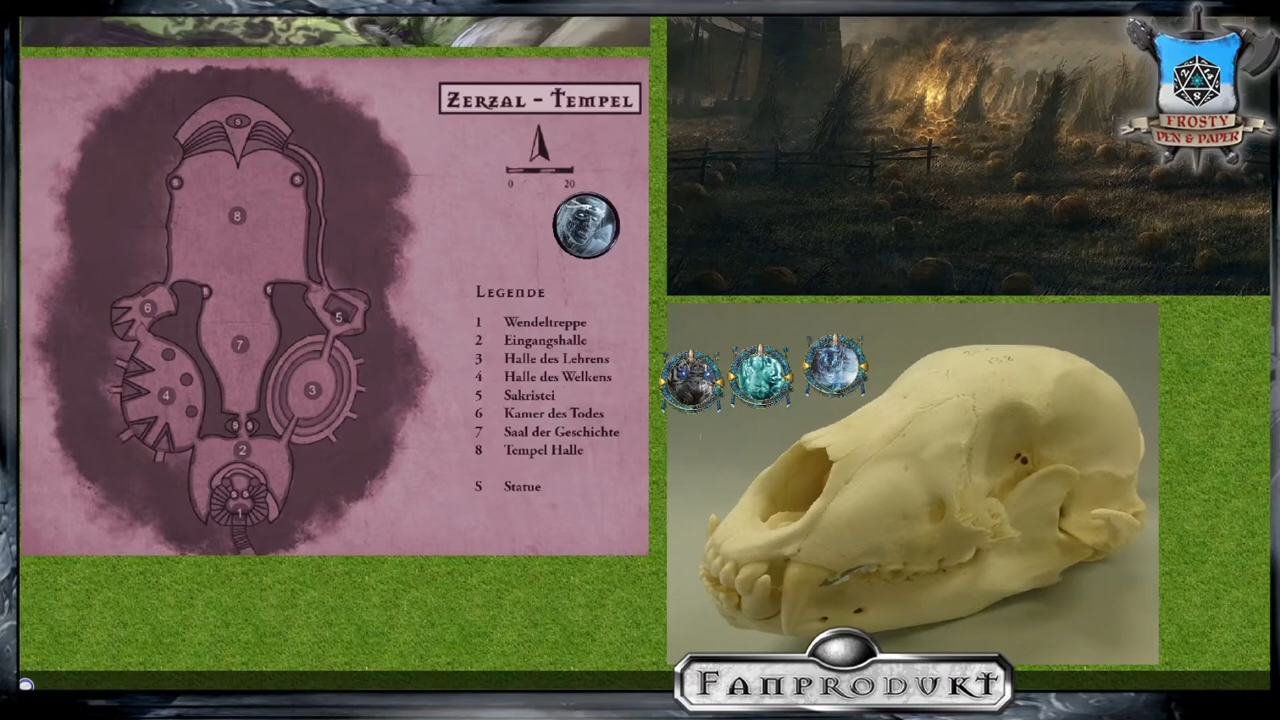 Zerzal - Tempel
0 20
Legende
1 Wendeltreppe
2 Eingangshalle
3 Halle des Lehrens
4 Halle des Welkens
5 Sakristei
6 Kamer des Todes
7 Saal der Geschichte
8 Tempel Halle
S Statue
S
8
6
5
7
4
3
S S
2
1
FROSTY
PEN & PAPER
Fanprodukt